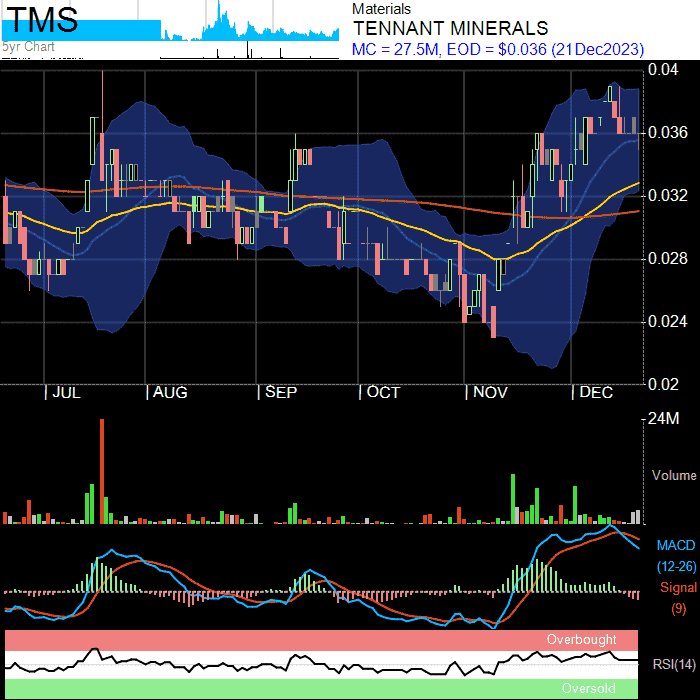 TMS
5yr Chart
Materials
TENNANT MINERALS
MC = 27.5M, EOD = $0.036 (21Dec2023)
0.04
0.036
0.032
0.028
0.024
0.02
JUL AUG SEP OCT NOV DEC
24M
Volume
MACD
(12-26)
Signal
(9)
Overbought
RSI(14)
Oversold